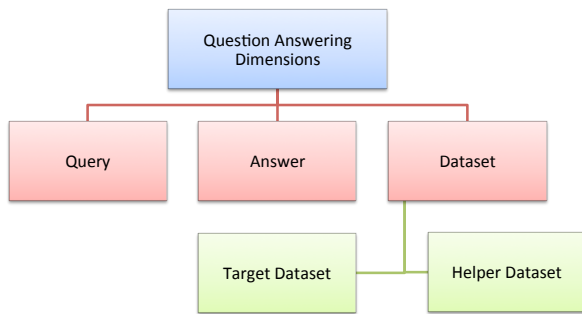 Question Answering
Dimensions
Query
Answer
Dataset
Target Dataset
Helper Dataset